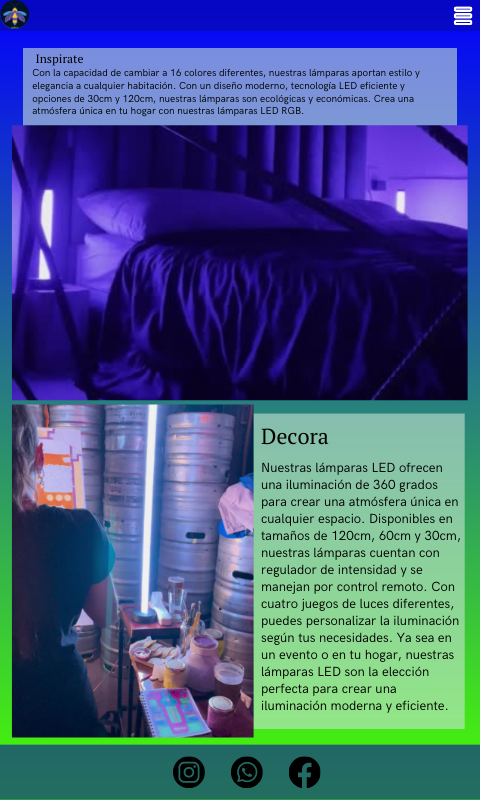 Inspirate
Con la capacidad de cambiar a 16 colores diferentes, nuestras lámparas aportan estilo y
elegancia a cualquier habitación. Con un diseño moderno, tecnología LED eficiente y
opciones de 30cm y 120cm, nuestras lámparas son ecológicas y económicas. Crea una
atmósfera única en tu hogar con nuestras lámparas LED RGB.
Decora
Nuestras lámparas LED ofrecen
una iluminación de 360 grados
para crear una atmósfera única en
cualquier espacio. Disponibles en
tamaños de 120cm, 60cm y 30cm,
nuestras lámparas cuentan con
regulador de intensidad y se
manejan por control remoto. Con
cuatro juegos de luces diferentes,
puedes personalizar la iluminación
según tus necesidades. Ya sea en
un evento o en tu hogar, nuestras
lámparas LED son la elección
perfecta para crear una
iluminación moderna y eficiente.